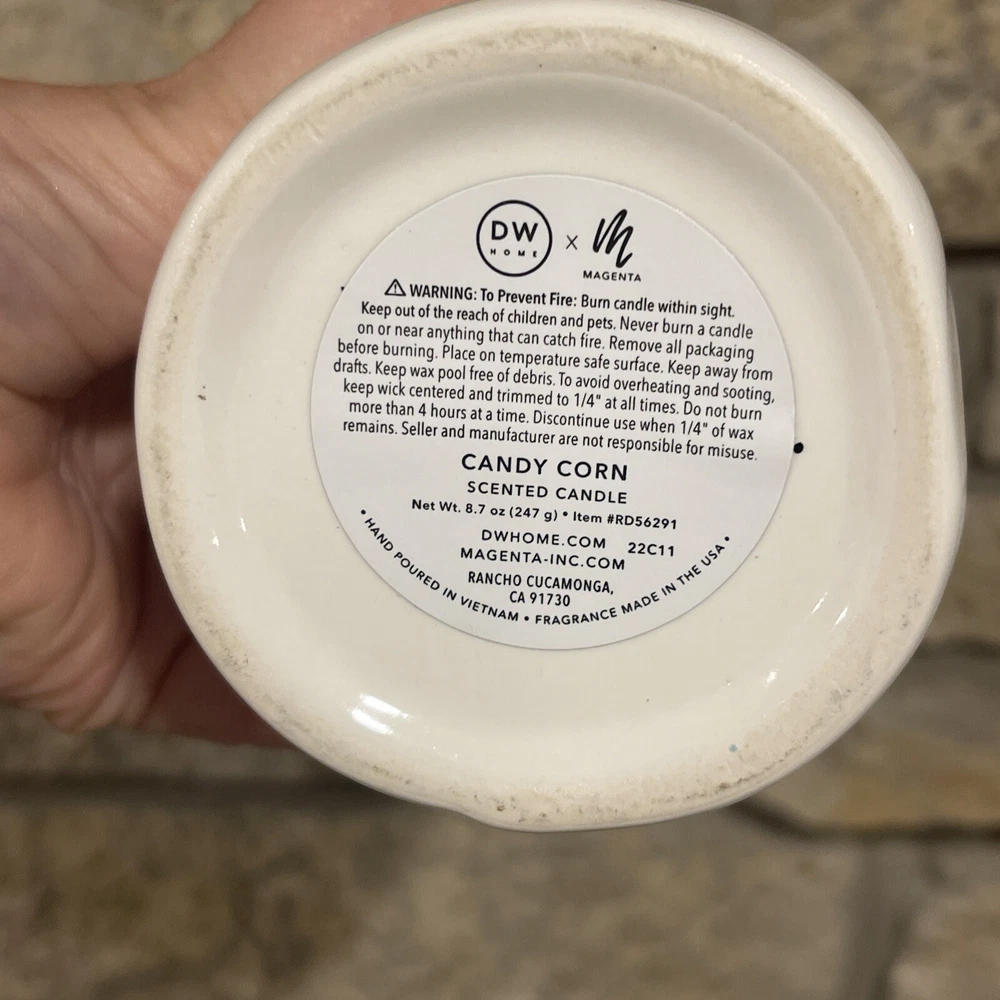 DW x
HOME
MAGENTA
WARNING: To Prevent Fire: Burn candle within sight.
Keep out of the reach of children and pets. Never burn a candle
on or near anything that can catch fire. Remove all packaging
before burning. Place on temperature safe surface. Keep away from
drafts. Keep wax pool free of debris. To avoid overheating and sooting,
keep wick centered and trimmed to 1/4" at all times. Do not burn
more than 4 hours at a time. Discontinue use when 1/4" of wax
remains. Seller and manufacturer are not responsible for misuse.
CANDY CORN
SCENTED CANDLE
Net Wt. 8.7 oz (247 g) • Item #RD56291
DWHOME.COM 22C11
MAGENTA-INC.COM
RANCHO CUCAMONGA,
CA 91730
• HAND POURED IN VIETNAM • FRAGRANCE MADE IN THE USA •